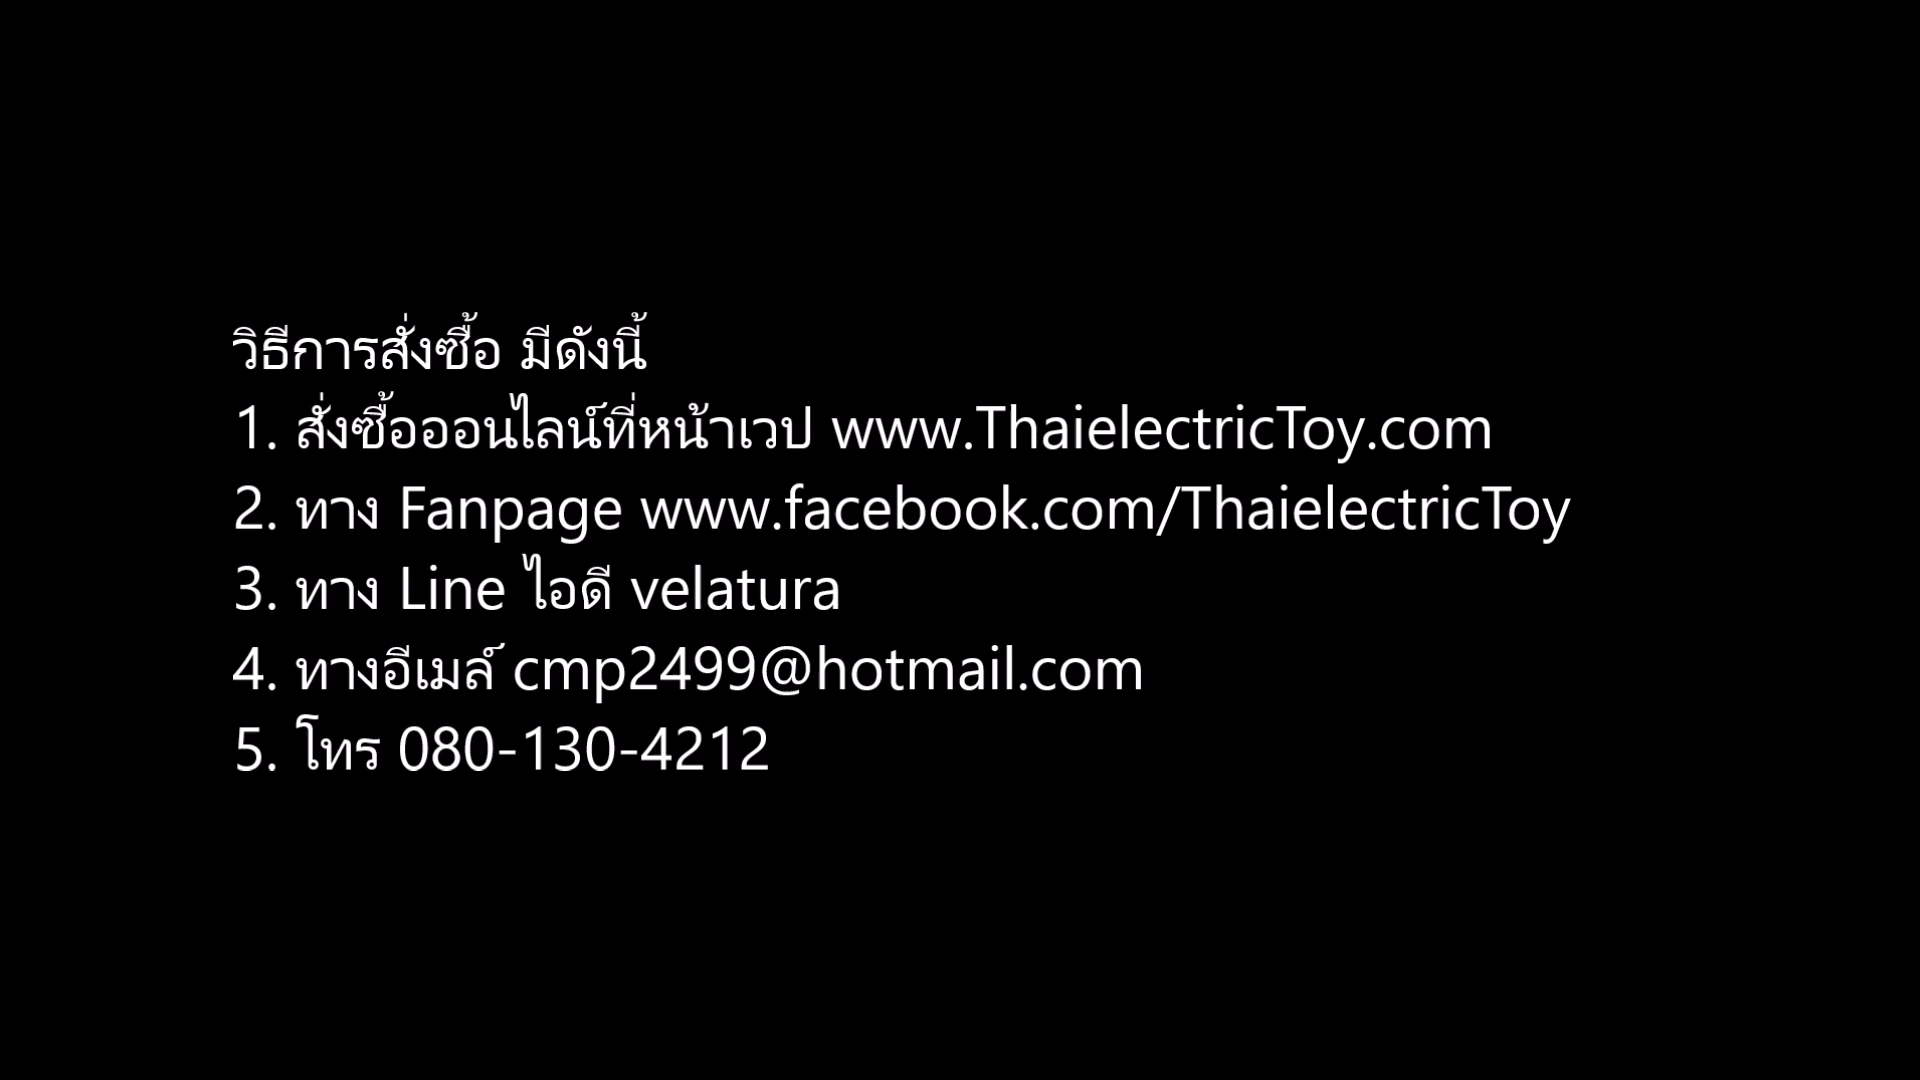 วิธีการสั่งซื้อ มีดังนี้
1. สั่งซื้อออนไลน์ที่หน้าเวป www.ThaielectricToy.com
2. ทาง Fanpage www.facebook.com/ThaielectricToy
3. ทาง Line ไอดี velatura
4. ทางอีเมล์ cmp2499@hotmail.com
5. โทร 080-130-4212